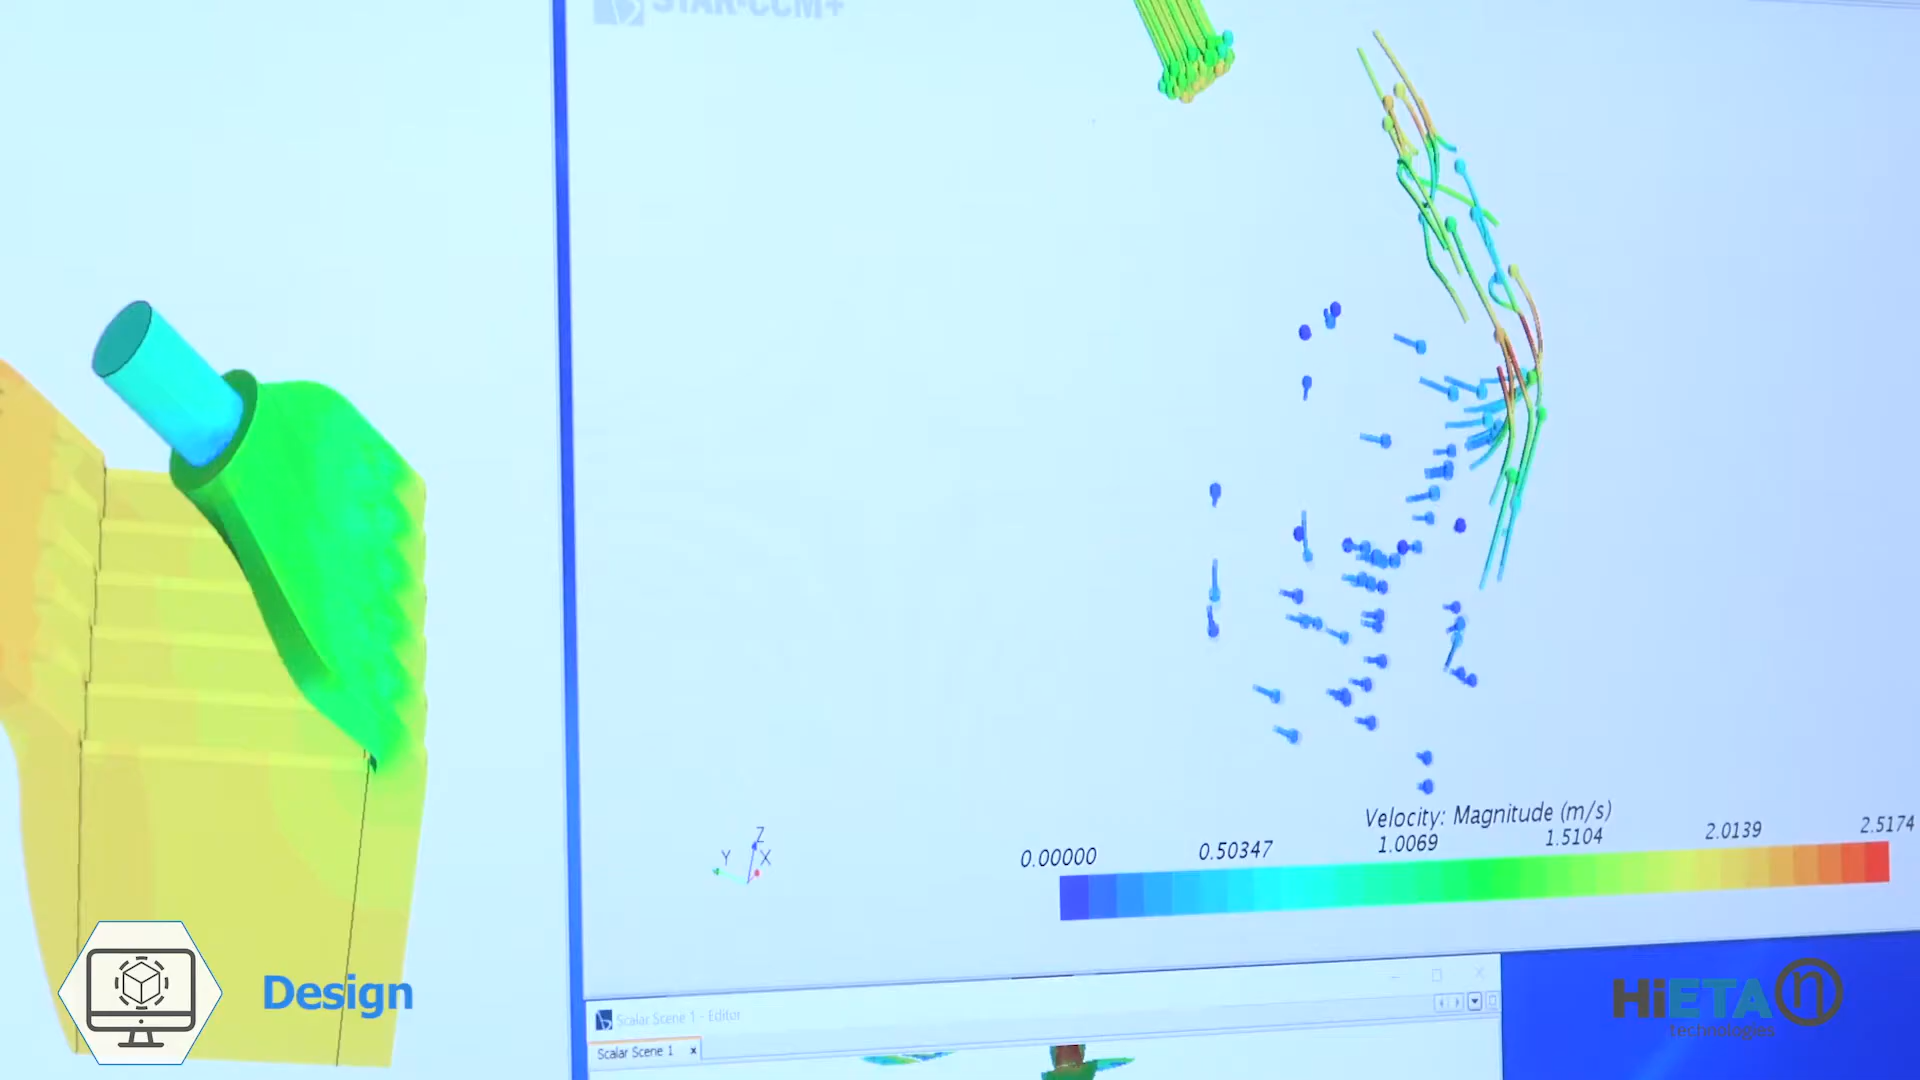 STAR-CCM+
Z
Y X
Velocity: Magnitude (m/s)
0.00000 0.50347 1.0069 1.5104 2.0139 2.5174
Design
HiETA n
Technologies
Scalar Scene 1 - Editor
Scalar Scene 1 x